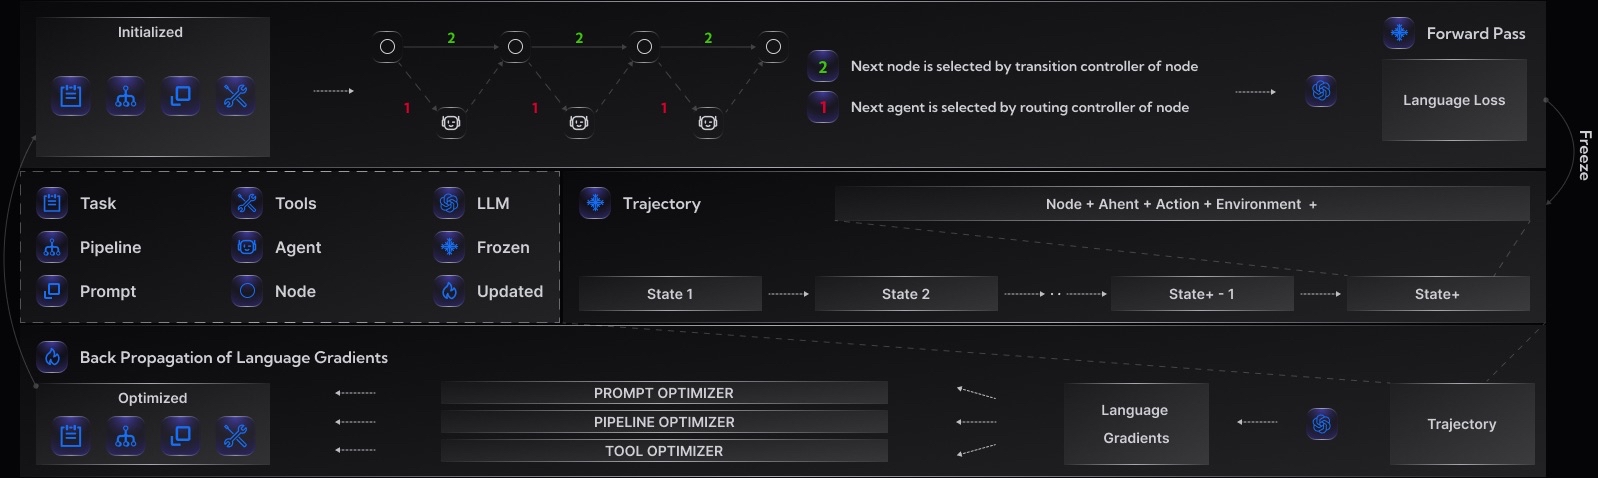 Initialized
2
2
2
1
1
1
2
Next node is selected by transition controller of node
1
Next agent is selected by routing controller of node
Forward Pass
Language Loss
Freeze
Task
Tools
LLM
Pipeline
Agent
Frozen
Prompt
Node
Updated
Trajectory
Node + Ahent + Action + Environment +
State 1
State 2
State+ - 1
State+
Back Propagation of Language Gradients
Optimized
PROMPT OPTIMIZER
PIPELINE OPTIMIZER
TOOL OPTIMIZER
Language
Gradients
Trajectory